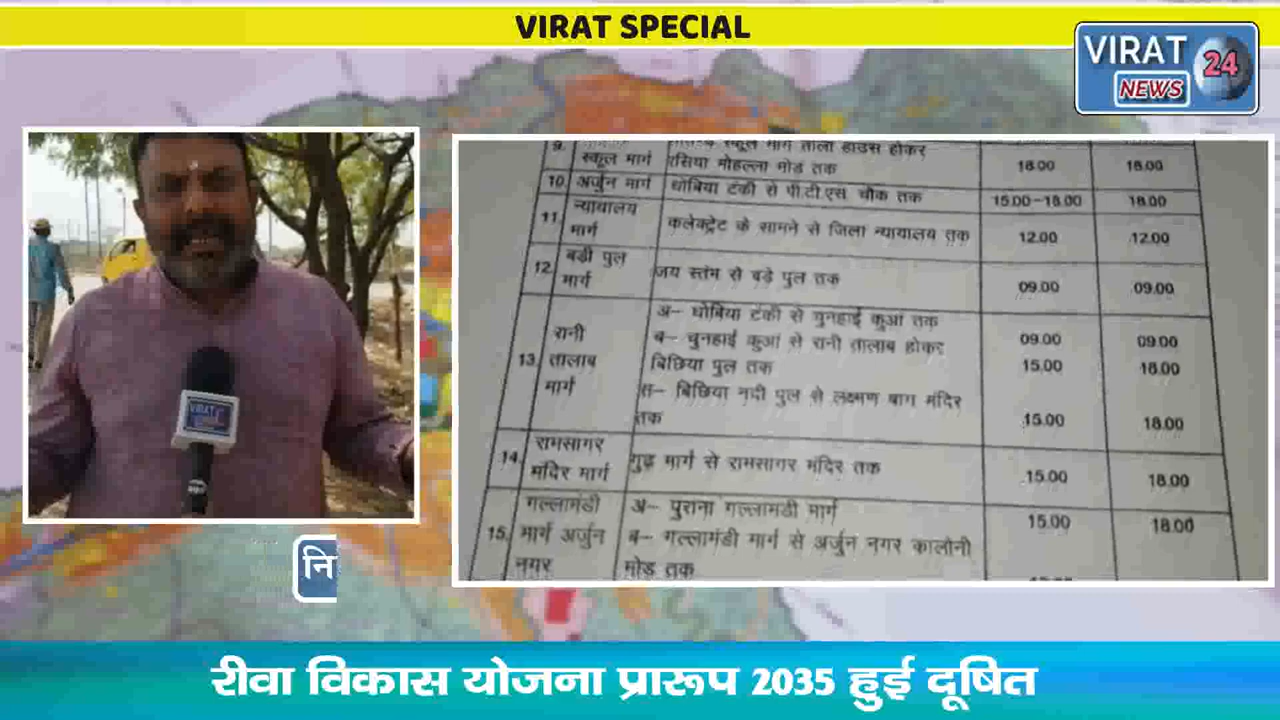 VIRAT SPECIAL
VIRAT
NEWS
24
VIRAT
9.
स्कूल मार्ग ताला हाउस होकर
स्कूल मार्ग रसिया मोहल्ला मोड तक 18.00 18.00
10. अर्जुन मार्ग धोबिया टंकी से पी.टी.एस. चौक तक 15.00-18.00 18.00
11. न्यायालय मार्ग कलेक्ट्रेट के सामने से जिला न्यायालय तक 12.00 12.00
12. बड़ी पुल मार्ग जय स्तंभ से बड़े पुल तक 09.00 09.00
13. रानी तालाब मार्ग
अ- धोबिया टंकी से चुनहाई कुआं तक 09.00 09.00
ब- चुनहाई कुआं से रानी तालाब होकर
बिछिया पुल तक 15.00 18.00
त- बिछिया नदी पुल से लक्ष्मण बाग मंदिर
तक 15.00 18.00
14. रामसागर मंदिर मार्ग गुढ़ मार्ग से रामसागर मंदिर तक 15.00 18.00
15. गल्लामंडी मार्ग अर्जुन नगर
अ- पुराना गल्लामंडी मार्ग 15.00 18.00
ब- गल्लामंडी मार्ग से अर्जुन नगर कालोनी
मोड़ तक
नि
रीवा विकास योजना प्रारूप 2035 हुई दूषित